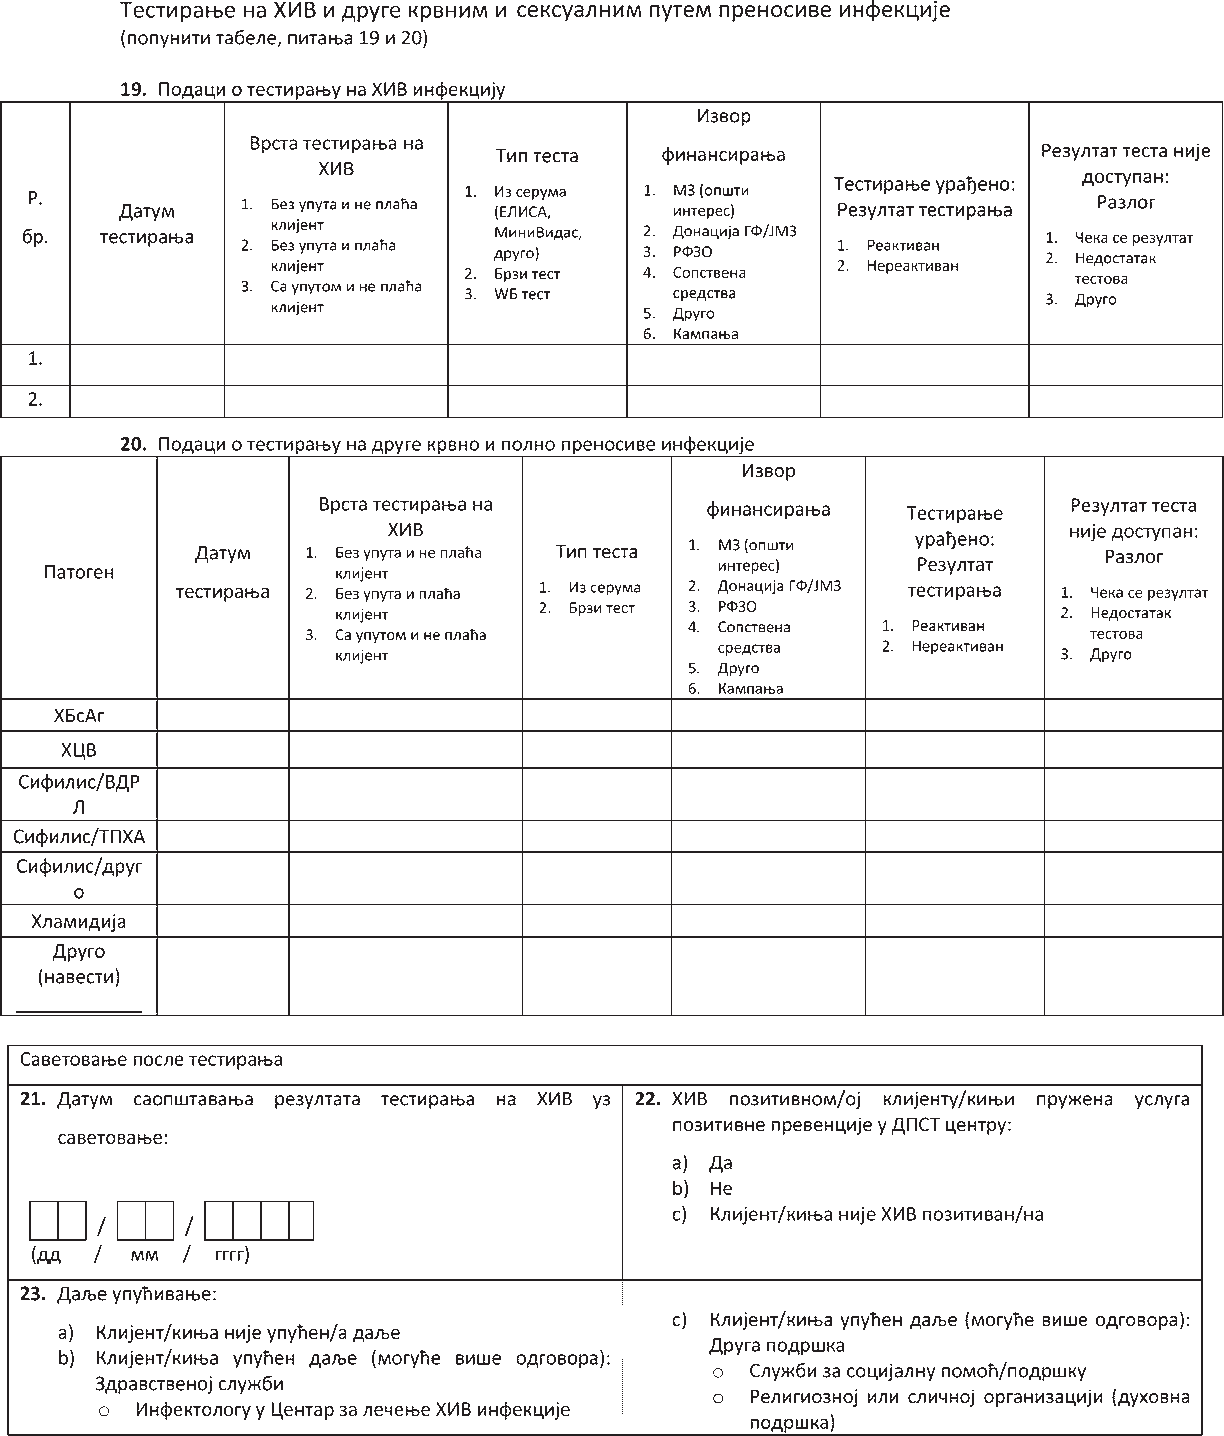 Тестирање на ХИВ и друге крвним и сексуалним путем преносиве инфекције
(попунити табеле, питања 19 и 20)
19. Подаци о тестирању на ХИВ инфекцију
Р.
бр.
Датум
тестирања
Врста тестирања на
ХИВ
1. Без упута и не плаћа
клијент
2. Без упута и плаћа
клијент
3. Са упутом и не плаћа
клијент
Тип теста
1. Из серума
(ЕЛИСА,
МиниВидас,
друго)
2. Брзи тест
3. WБ тест
Извор
финансирања
1. МЗ (општи
интерес)
2. Донација ГФ/ЈМЗ
3. РФЗО
4. Сопствена
средства
5. Друго
6. Кампања
Тестирање урађено:
Резултат тестирања
1. Реактиван
2. Нереактиван
Резултат теста није
доступан:
Разлог
1. Чека се резултат
2. Недостатак
тестова
3. Друго
1.
2.
20. Подаци о тестирању на друге крвно и полно преносиве инфекције
Патоген
Датум
тестирања
Врста тестирања на
ХИВ
1. Без упута и не плаћа
клијент
2. Без упута и плаћа
клијент
3. Са упутом и не плаћа
клијент
Тип теста
1. Из серума
2. Брзи тест
Извор
финансирања
1. МЗ (општи
интерес)
2. Донација ГФ/ЈМЗ
3. РФЗО
4. Сопствена
средства
5. Друго
6. Кампања
Тестирање
урађено:
Резултат
тестирања
1. Реактиван
2. Нереактиван
Резултат теста
није доступан:
Разлог
1. Чека се резултат
2. Недостатак
тестова
3. Друго
ХБсАг
ХЦВ
Сифилис/ВДР
Л
Сифилис/ТПХА
Сифилис/друг
о
Хламидија
Друго
(навести)
Саветовање после тестирања
21. Датум саопштавања резултата тестирања на ХИВ уз
саветовање:
/ /
(дд / мм / гггг)
22. ХИВ позитивном/ој клијенту/кињи пружена услуга
позитивне превенције у ДПСТ центру:
a) Да
b) Не
c) Клијент/киња није ХИВ позитиван/на
23. Даље упућивање:
a) Клијент/киња није упућен/а даље
b) Клијент/киња упућен даље (могуће више одговора):
Здравственој служби
o Инфектологу у Центар за лечење ХИВ инфекције
c) Клијент/киња упућен даље (могуће више одговора):
Друга подршка
o Служби за социјалну помоћ/подршку
o Религиозној или сличној организацији (духовна
подршка)